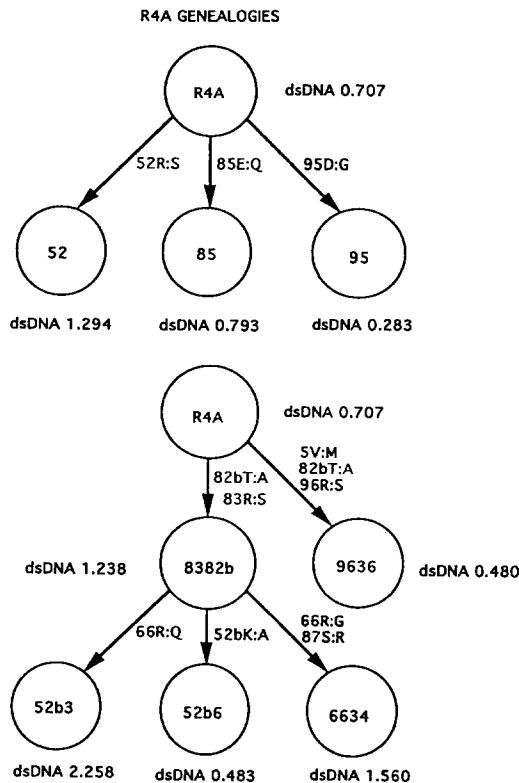 R4A GENEALOGIES
R4A
dsDNA 0.707
52R:S
85E:Q
95D:G
52
85
95
dsDNA 1.294
dsDNA 0.793
dsDNA 0.283
R4A
dsDNA 0.707
5V:M
82bT:A
96R:S
82bT:A
83R:S
dsDNA 1.238
8382b
9636
dsDNA 0.480
66R:Q
52bK:A
66R:G
87S:R
52b3
52b6
6634
dsDNA 2.258
dsDNA 0.483
dsDNA 1.560